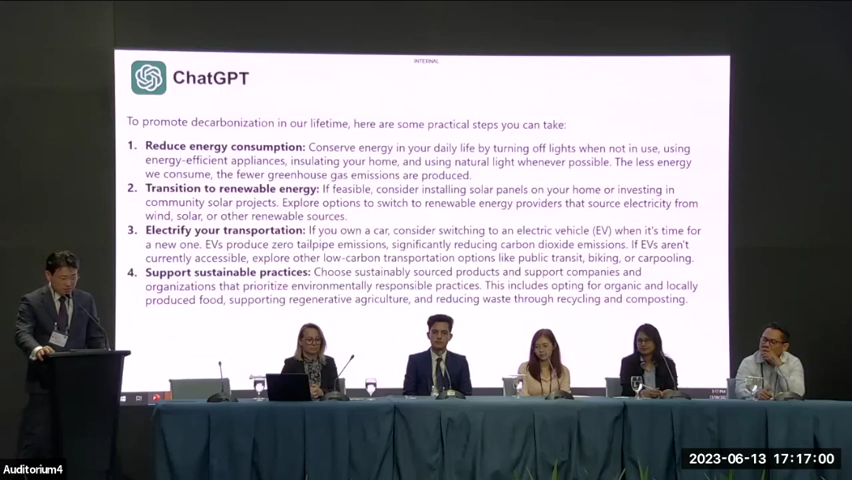 INTERNAL
ChatGPT
To promote decarbonization in our lifetime, here are some practical steps you can take:
1. Reduce energy consumption: Conserve energy in your daily life by turning off lights when not in use, using
energy-efficient appliances, insulating your home, and using natural light whenever possible. The less energy
we consume, the fewer greenhouse gas emissions are produced.
2. Transition to renewable energy: If feasible, consider installing solar panels on your home or investing in
community solar projects. Explore options to switch to renewable energy providers that source electricity from
wind, solar, or other renewable sources.
3. Electrify your transportation: If you own a car, consider switching to an electric vehicle (EV) when it's time for
a new one. EVs produce zero tailpipe emissions, significantly reducing carbon dioxide emissions. If EVs aren't
currently accessible, explore other low-carbon transportation options like public transit, biking, or carpooling.
4. Support sustainable practices: Choose sustainably sourced products and support companies and
organizations that prioritize environmentally responsible practices. This includes opting for organic and locally
produced food, supporting regenerative agriculture, and reducing waste through recycling and composting.
Auditorium4
2023-06-13 17:17:00